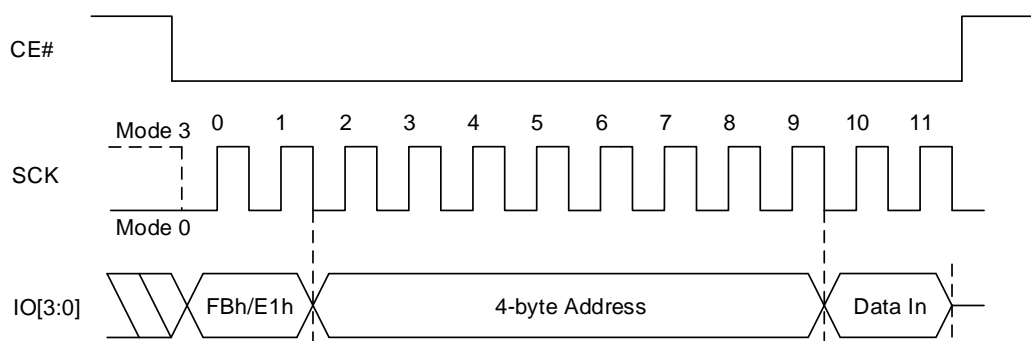 CE#
Mode 3 0 1 2 3 4 5 6 7 8 9 10 11
SCK
Mode 0
IO[3:0] FBh/E1h 4-byte Address Data In